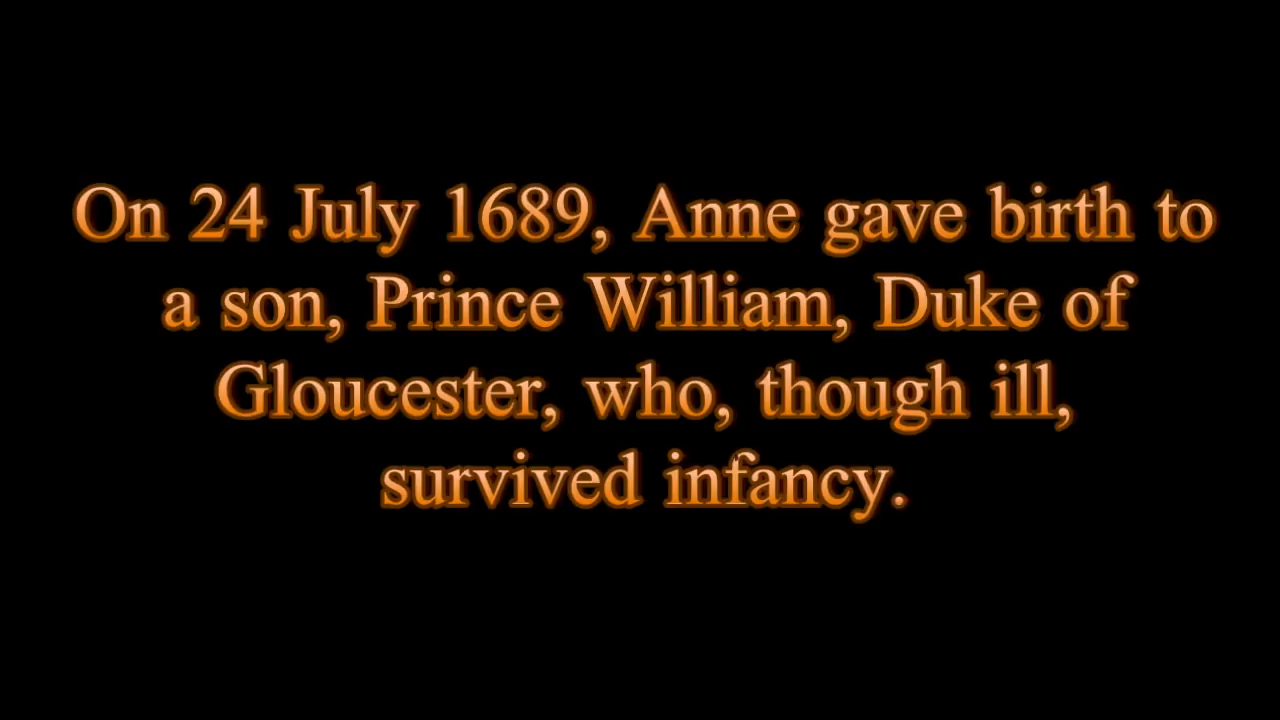 On 24 July 1689, Anne gave birth to
a son, Prince William, Duke of
Gloucester, who, though ill,
survived infancy.